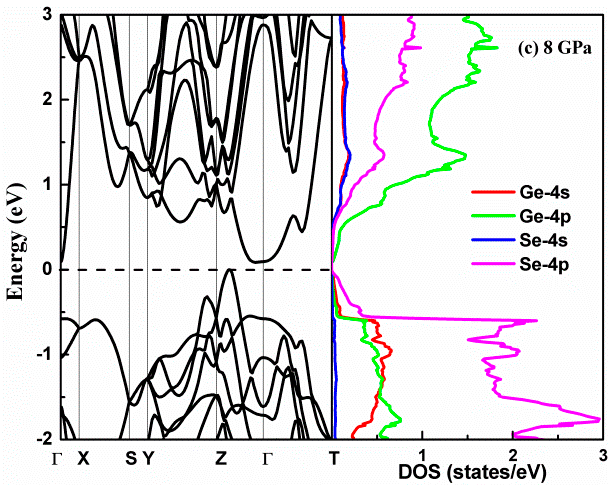 3
2
1
0
-1
-2
Energy (eV)
Γ X S Y Z Γ T
(c) 8 GPa
Ge-4s
Ge-4p
Se-4s
Se-4p
1 2 3
DOS (states/eV)